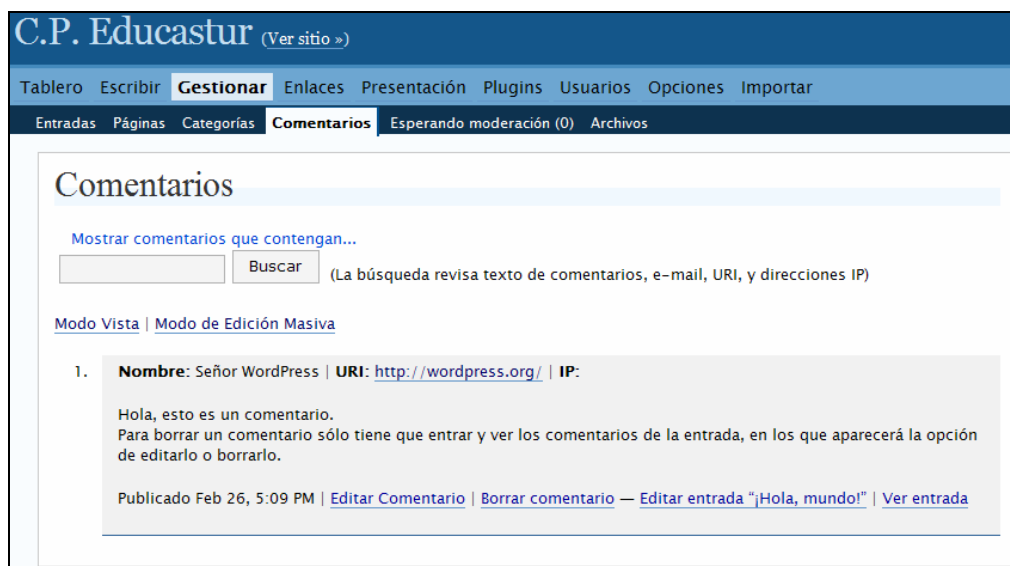 C.P. Educastur (Ver sitio »)
Tablero Escribir Gestionar Enlaces Presentación Plugins Usuarios Opciones Importar
Entradas Páginas Categorías Comentarios Esperando moderación (0) Archivos
Comentarios
Mostrar comentarios que contengan...
Buscar (La búsqueda revisa texto de comentarios, e-mail, URI, y direcciones IP)
Modo Vista | Modo de Edición Masiva
1. Nombre: Señor WordPress | URI: http://wordpress.org/ | IP:
Hola, esto es un comentario.
Para borrar un comentario sólo tiene que entrar y ver los comentarios de la entrada, en los que aparecerá la opción
de editarlo o borrarlo.
Publicado Feb 26, 5:09 PM | Editar Comentario | Borrar comentario — Editar entrada “¡Hola, mundo!” | Ver entrada